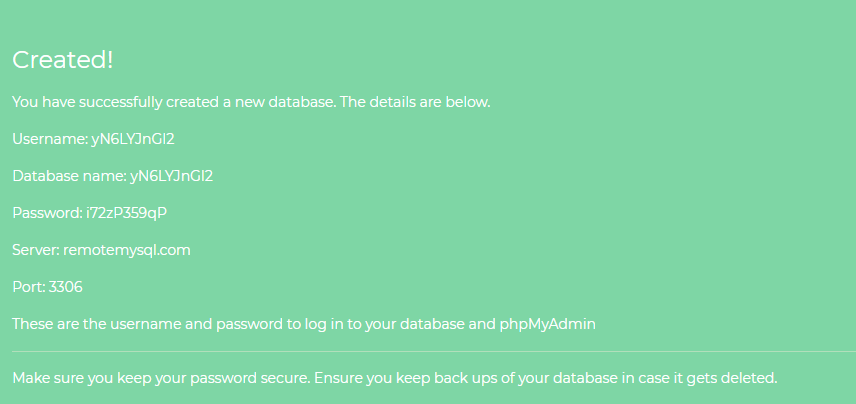 Created!
You have successfully created a new database. The details are below.
Username: yN6LYJnGl2
Database name: yN6LYJnGl2
Password: i72zP359qP
Server: remotemysql.com
Port: 3306
These are the username and password to log in to your database and phpMyAdmin
Make sure you keep your password secure. Ensure you keep back ups of your database in case it gets deleted.